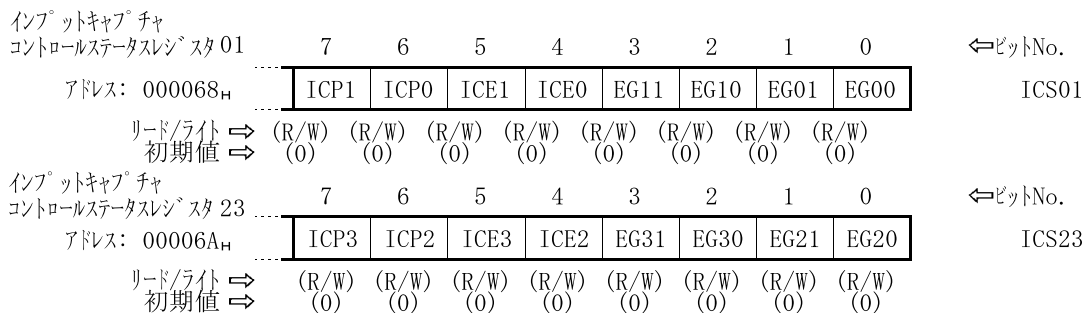 インプットキャプチャ
コントロールステータスレジスタ01 7 6 5 4 3 2 1 0 ⇦ビットNo.
アドレス: 000068H ICP1 ICP0 ICE1 ICE0 EG11 EG10 EG01 EG00 ICS01
リード/ライト ⇨ (R/W) (R/W) (R/W) (R/W) (R/W) (R/W) (R/W) (R/W)
初期値 ⇨ (0) (0) (0) (0) (0) (0) (0) (0)
インプットキャプチャ
コントロールステータスレジスタ 23 7 6 5 4 3 2 1 0 ⇦ビットNo.
アドレス: 00006AH ICP3 ICP2 ICE3 ICE2 EG31 EG30 EG21 EG20 ICS23
リード/ライト ⇨ (R/W) (R/W) (R/W) (R/W) (R/W) (R/W) (R/W) (R/W)
初期値 ⇨ (0) (0) (0) (0) (0) (0) (0) (0)